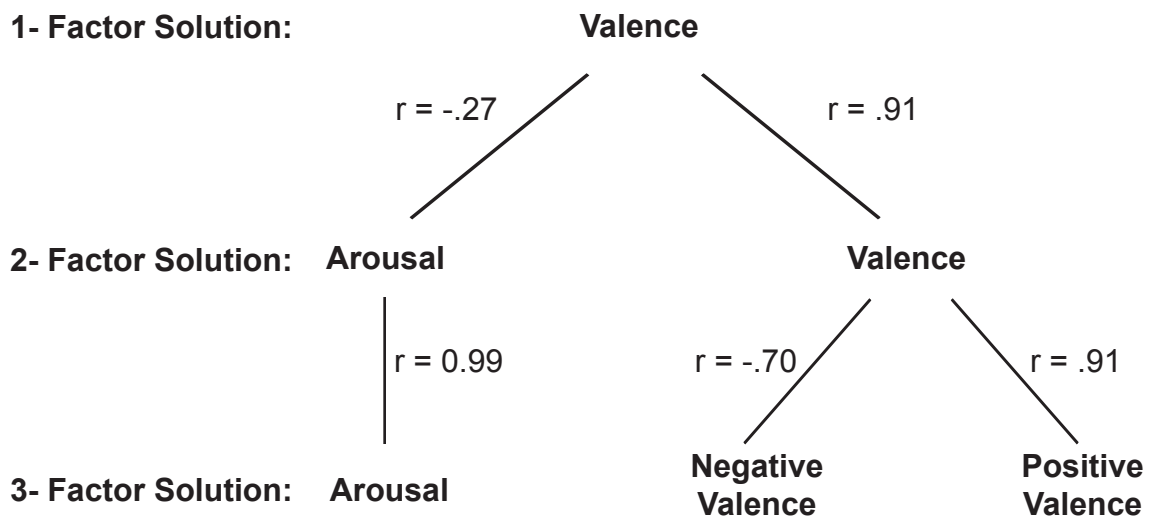 1- Factor Solution: Valence
r = -.27 r = .91
2- Factor Solution: Arousal Valence
r = 0.99 r = -.70 r = .91
Negative Positive
3- Factor Solution: Arousal Valence Valence